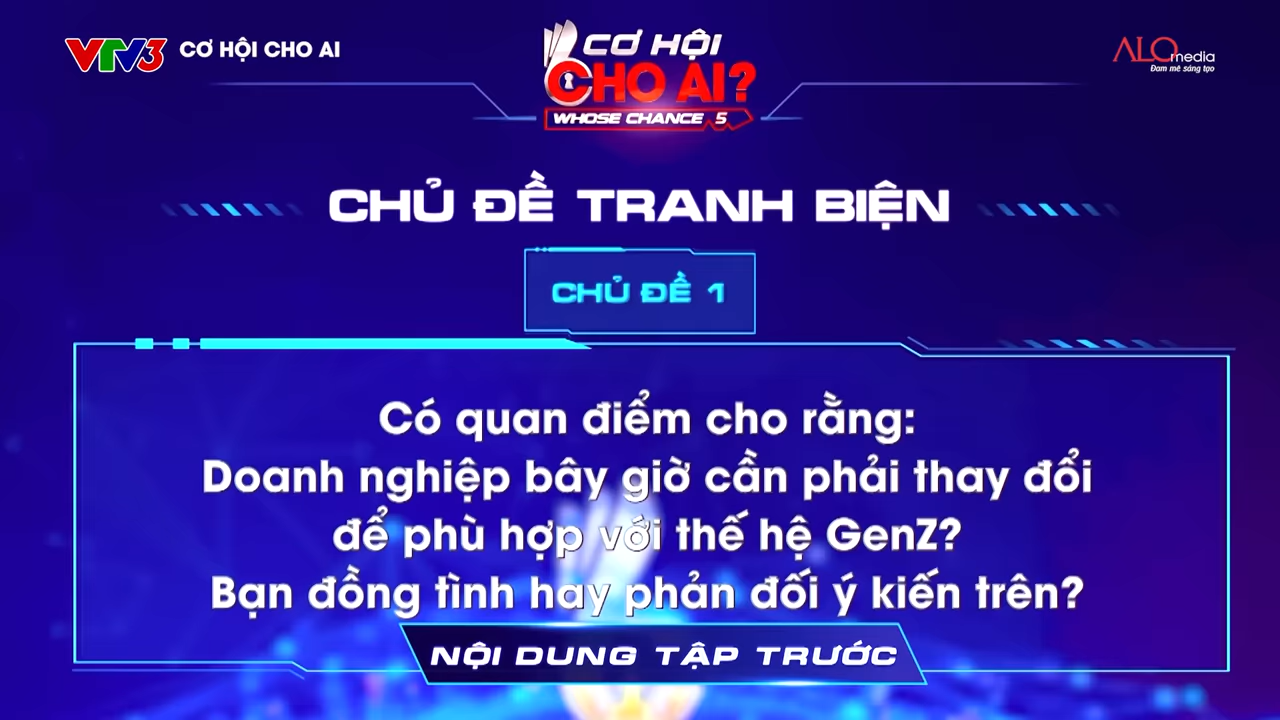 VTV3 CƠ HỘI CHO AI
CƠ HỘI
CHO AI?
WHOSE CHANCE 5
ALOmedia
Đam mê sáng tạo
CHỦ ĐỀ TRANH BIỆN
CHỦ ĐỀ 1
Có quan điểm cho rằng:
Doanh nghiệp bây giờ cần phải thay đổi
để phù hợp với thế hệ GenZ?
Bạn đồng tình hay phản đối ý kiến trên?
NỘI DUNG TẬP TRƯỚC